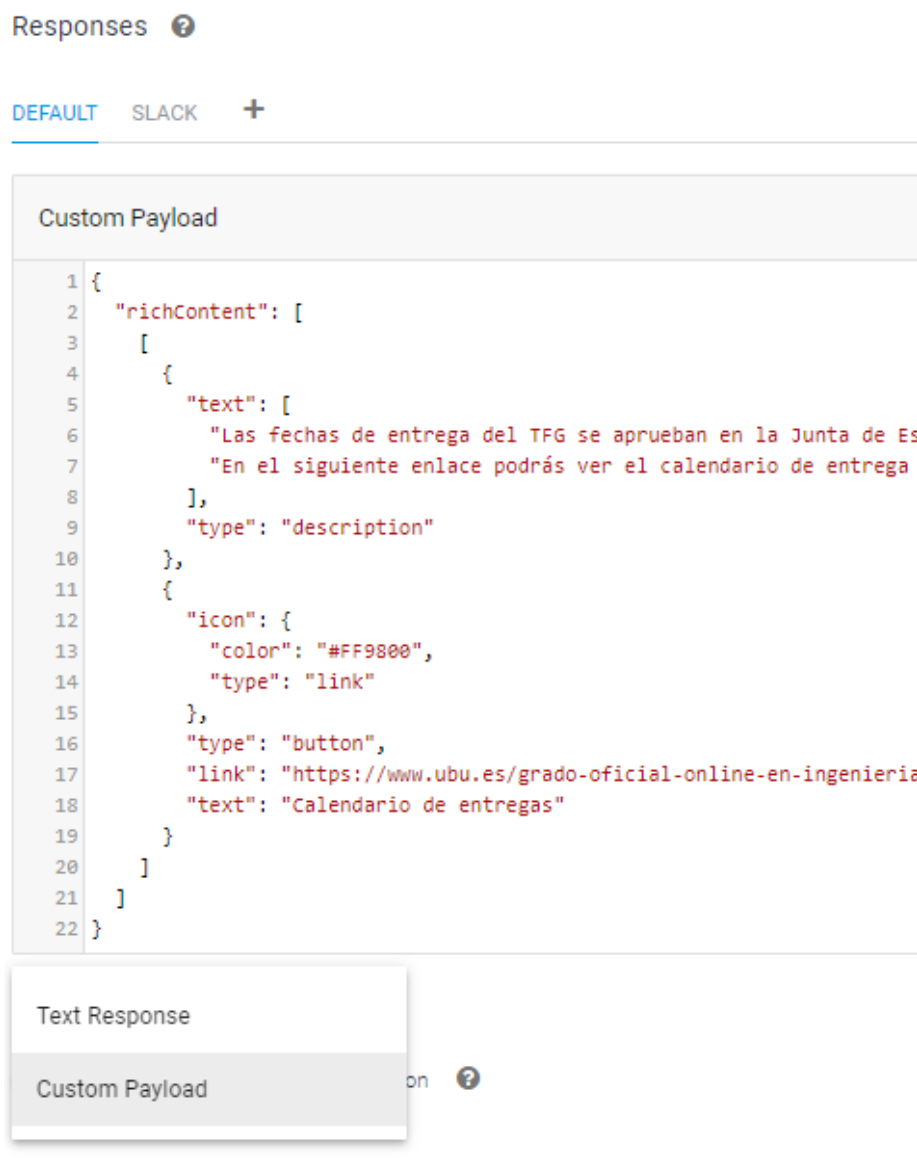 Responses ?
DEFAULT SLACK +
Custom Payload
1 {
2 "richContent": [
3 [
4 {
5 "text": [
6 "Las fechas de entrega del TFG se aprueban en la Junta de Es
7 "En el siguiente enlace podrás ver el calendario de entrega
8 ],
9 "type": "description"
10 },
11 {
12 "icon": {
13 "color": "#FF9800",
14 "type": "link"
15 },
16 "type": "button",
17 "link": "https://www.ubu.es/grado-oficial-online-en-ingenieria
18 "text": "Calendario de entregas"
19 }
20 ]
21 ]
22 }
Text Response
Custom Payload
on ?